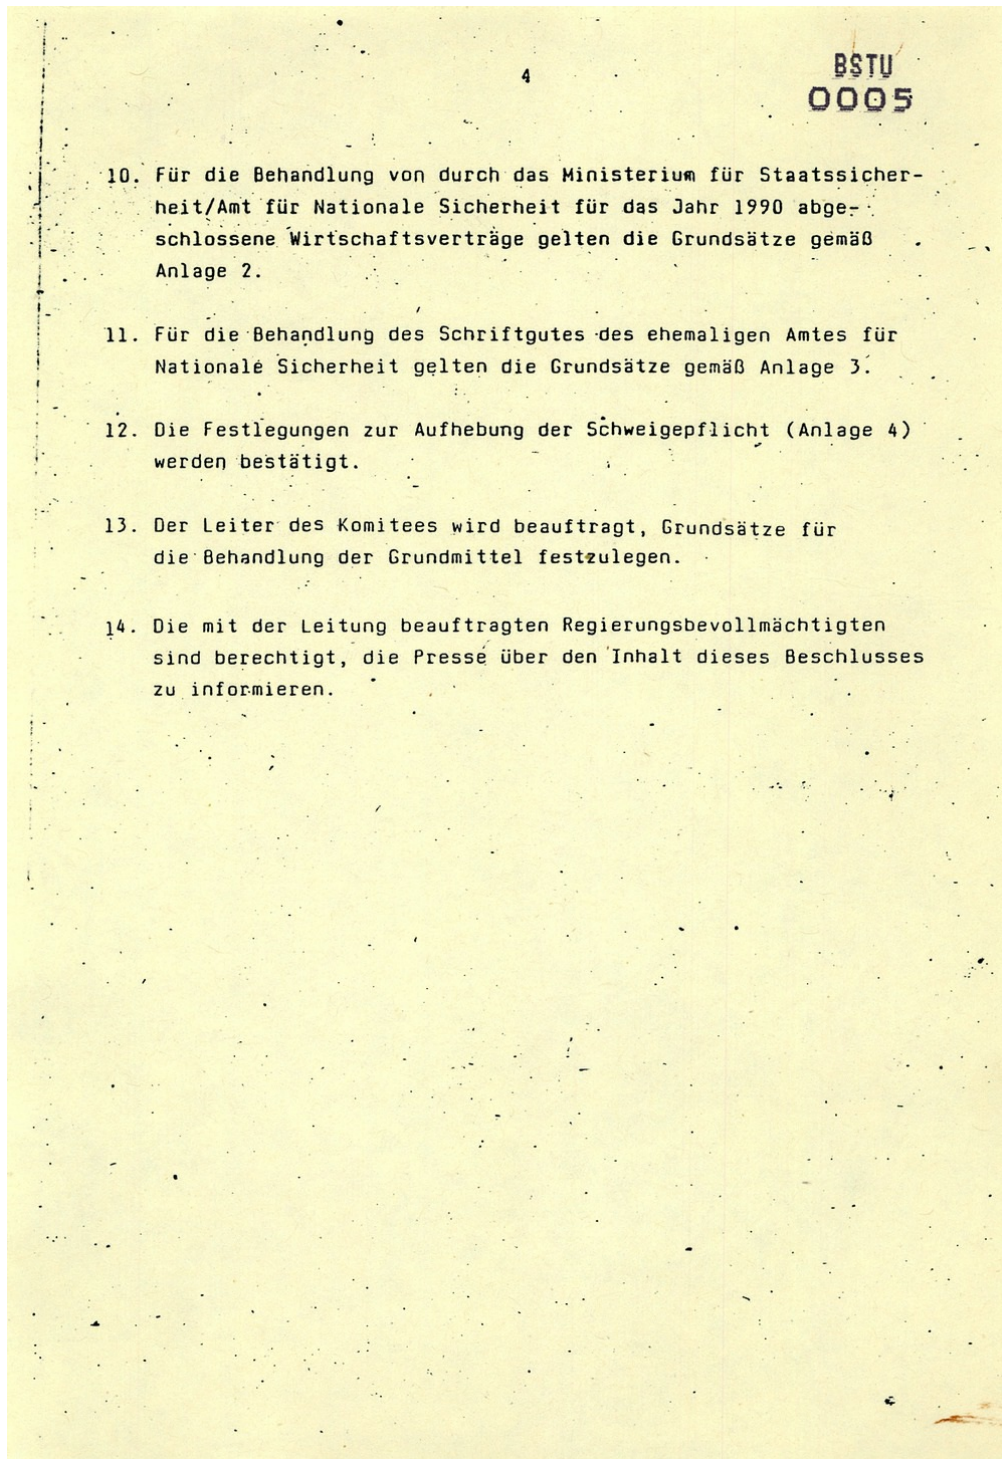 4
BSTU
0005
10. Für die Behandlung von durch das Ministerium für Staatssicher-
heit/Amt für Nationale Sicherheit für das Jahr 1990 abge-
schlossene Wirtschaftsverträge gelten die Grundsätze gemäß
Anlage 2.
11. Für die Behandlung des Schriftgutes des ehemaligen Amtes für
Nationale Sicherheit gelten die Grundsätze gemäß Anlage 3.
12. Die Festlegungen zur Aufhebung der Schweigepflicht (Anlage 4)
werden bestätigt.
13. Der Leiter des Komitees wird beauftragt, Grundsätze für
die Behandlung der Grundmittel festzulegen.
14. Die mit der Leitung beauftragten Regierungsbevollmächtigten
sind berechtigt, die Presse über den Inhalt dieses Beschlusses
zu informieren.